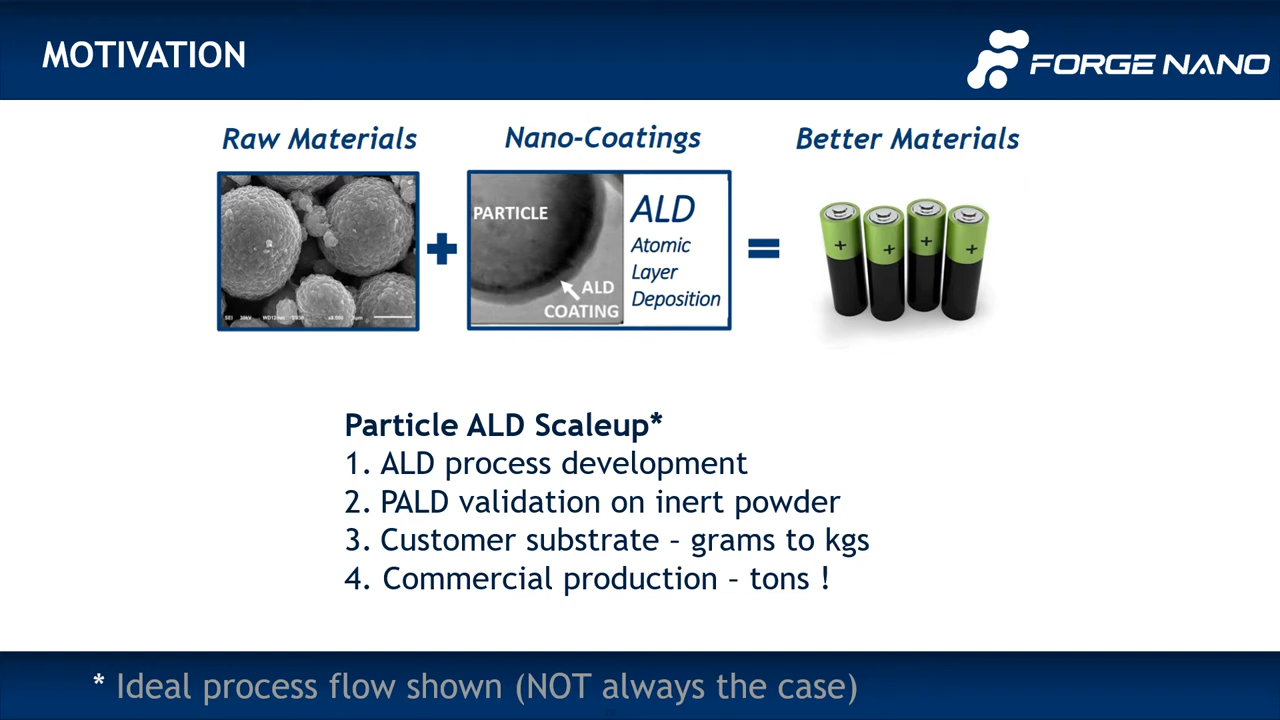 MOTIVATION
FORGE NANO
Raw Materials
Nano-Coatings
Better Materials
PARTICLE
ALD
COATING
ALD
Atomic
Layer
Deposition
+
=
+ + + +
Particle ALD Scaleup*
1. ALD process development
2. PALD validation on inert powder
3. Customer substrate – grams to kgs
4. Commercial production – tons !
* Ideal process flow shown (NOT always the case)